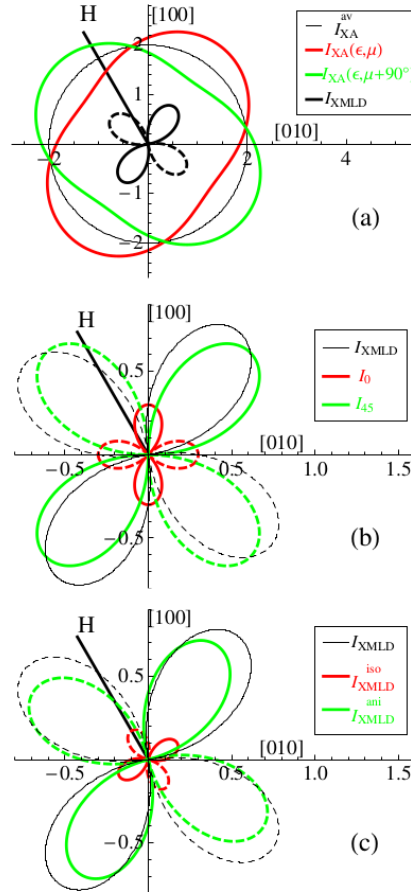 H
[100]
I_XA^av
I_XA(ϵ,μ)
I_XA(ϵ,μ+90°
I_XMLD
2
1
[010]
−2
2
4
−1
−2
(a)
H
[100]
I_XMLD
I_0
I_45
0.5
[010]
−0.5
0.5
1.0
1.5
−0.5
(b)
H
[100]
I_XMLD
I_XMLD^iso
I_XMLD^ani
0.5
[010]
−0.5
0.5
1.0
1.5
−0.5
(c)